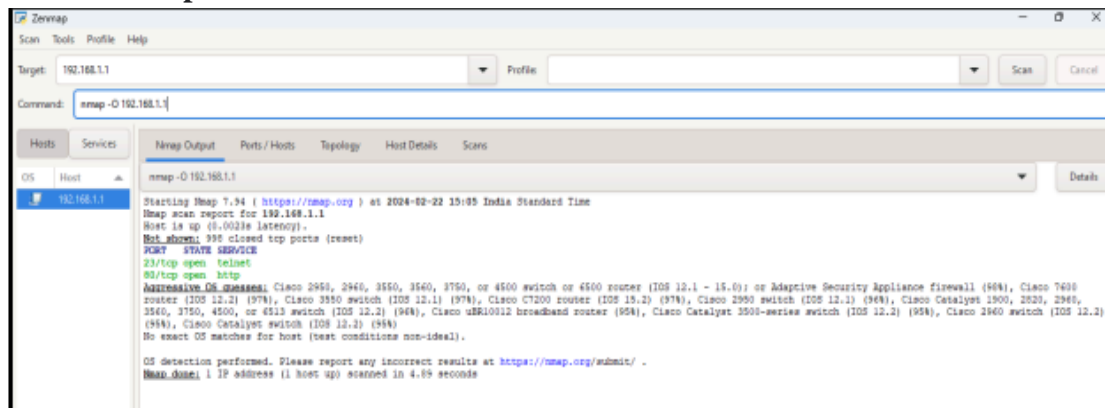 Zenmap
Scan Tools Profile Help
Target: 192.168.1.1 Profile: Scan Cancel
Command: nmap -O 192.168.1.1
Hosts Services Nmap Output Ports / Hosts Topology Host Details Scans
OS Host nmap -O 192.168.1.1 Details
192.168.1.1
Starting Nmap 7.94 ( https://nmap.org ) at 2024-02-22 15:05 India Standard Time
Nmap scan report for 192.168.1.1
Host is up (0.0023s latency).
Not shown: 998 closed tcp ports (reset)
PORT STATE SERVICE
23/tcp open telnet
80/tcp open http
Aggressive OS guesses: Cisco 2950, 2960, 3550, 3560, 3750, or 4500 switch or 6500 router (IOS 12.1 - 15.0); or Adaptive Security Appliance firewall (98%), Cisco 7600
router (IOS 12.2) (97%), Cisco 3550 switch (IOS 12.1) (97%), Cisco C7200 router (IOS 15.2) (97%), Cisco 2950 switch (IOS 12.1) (96%), Cisco Catalyst 1900, 2820, 2960,
3560, 3750, 4500, or 6513 switch (IOS 12.2) (96%), Cisco uBR10012 broadband router (95%), Cisco Catalyst 3500-series switch (IOS 12.2) (95%), Cisco 2960 switch (IOS 12.2)
(95%), Cisco Catalyst switch (IOS 12.2) (95%)
No exact OS matches for host (test conditions non-ideal).
OS detection performed. Please report any incorrect results at https://nmap.org/submit/ .
Nmap done: 1 IP address (1 host up) scanned in 4.89 seconds